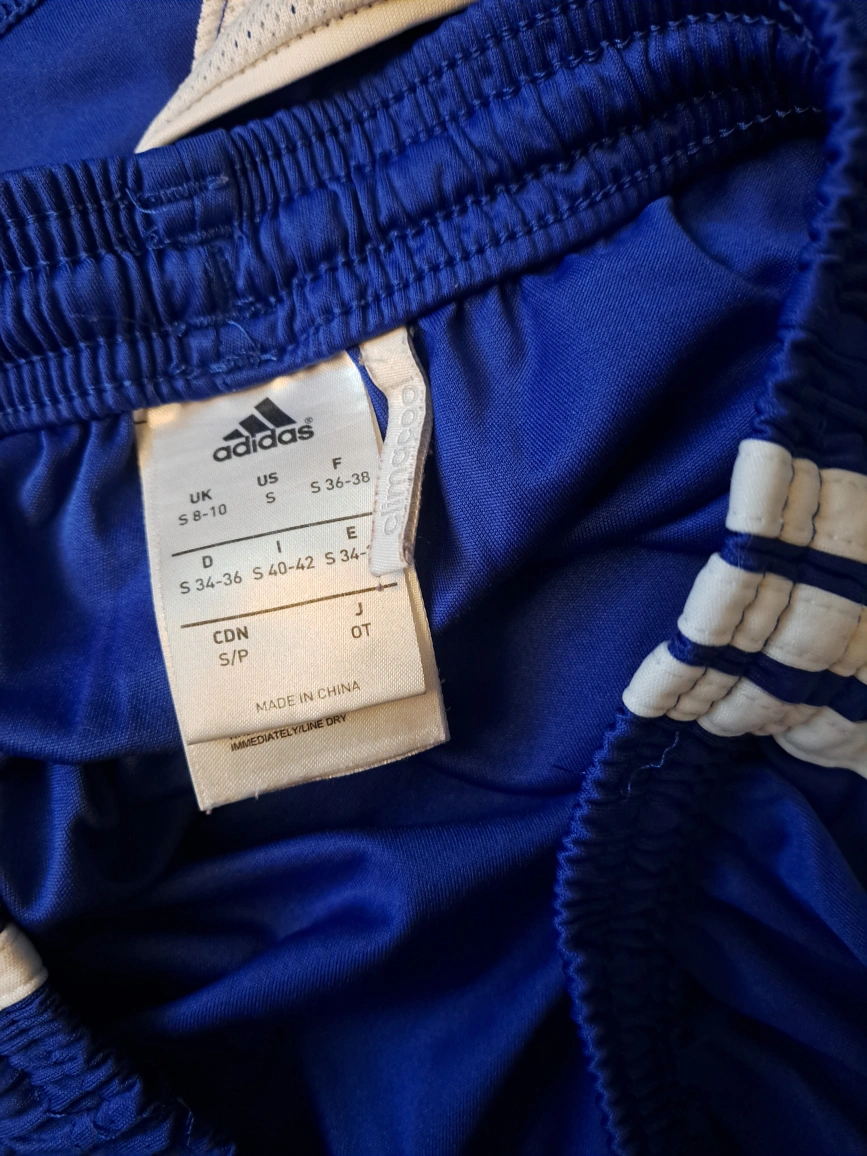 adidas®
UK US F
S 8-10 S S 36-38
D I E
S 34-36 S 40-42 S 34-
CDN J
S/P OT
MADE IN CHINA
IMMEDIATELY/LINE DRY
climacool